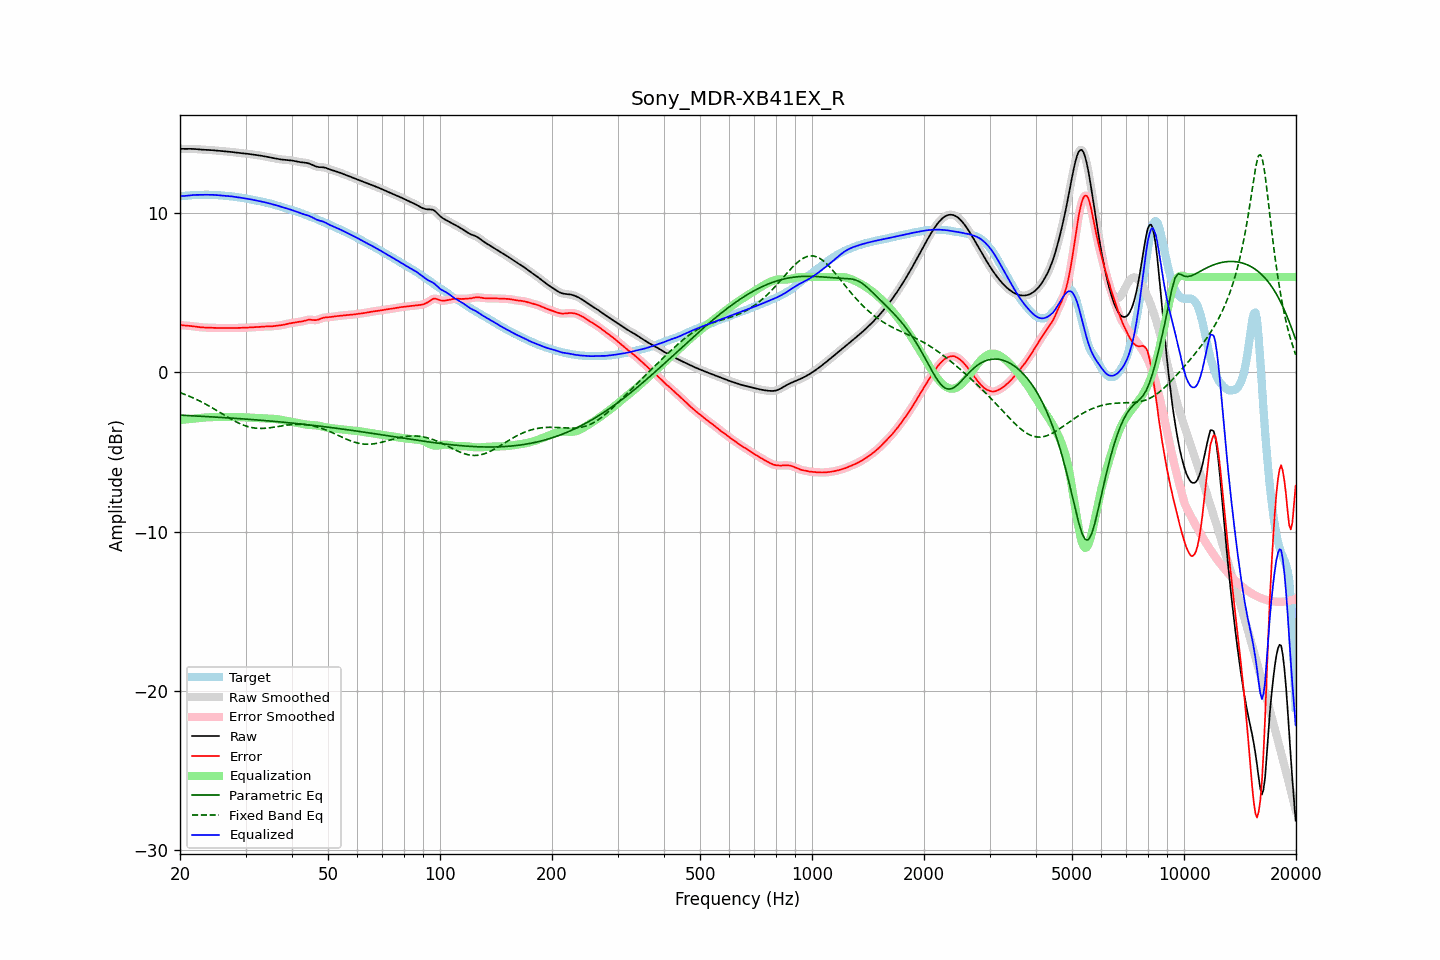 Sony_MDR-XB41EX_R
Amplitude (dBr)
10
0
−10
−20
−30
Target
Raw Smoothed
Error Smoothed
Raw
Error
Equalization
Parametric Eq
Fixed Band Eq
Equalized
20 50 100 200 500 1000 2000 5000 10000 20000
Frequency (Hz)